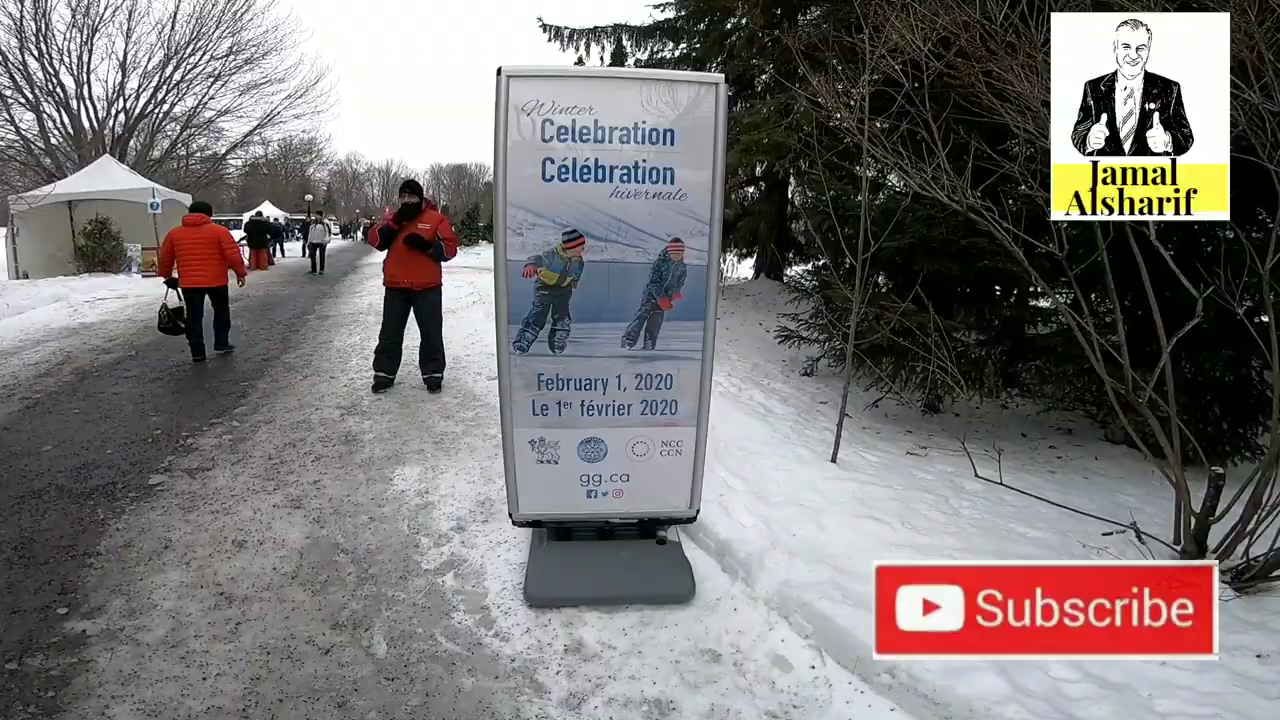 Winter
Celebration
Célébration
hivernale
February 1, 2020
Le 1er février 2020
NCC
CCN
gg.ca
Jamal
Alsharif
Subscribe